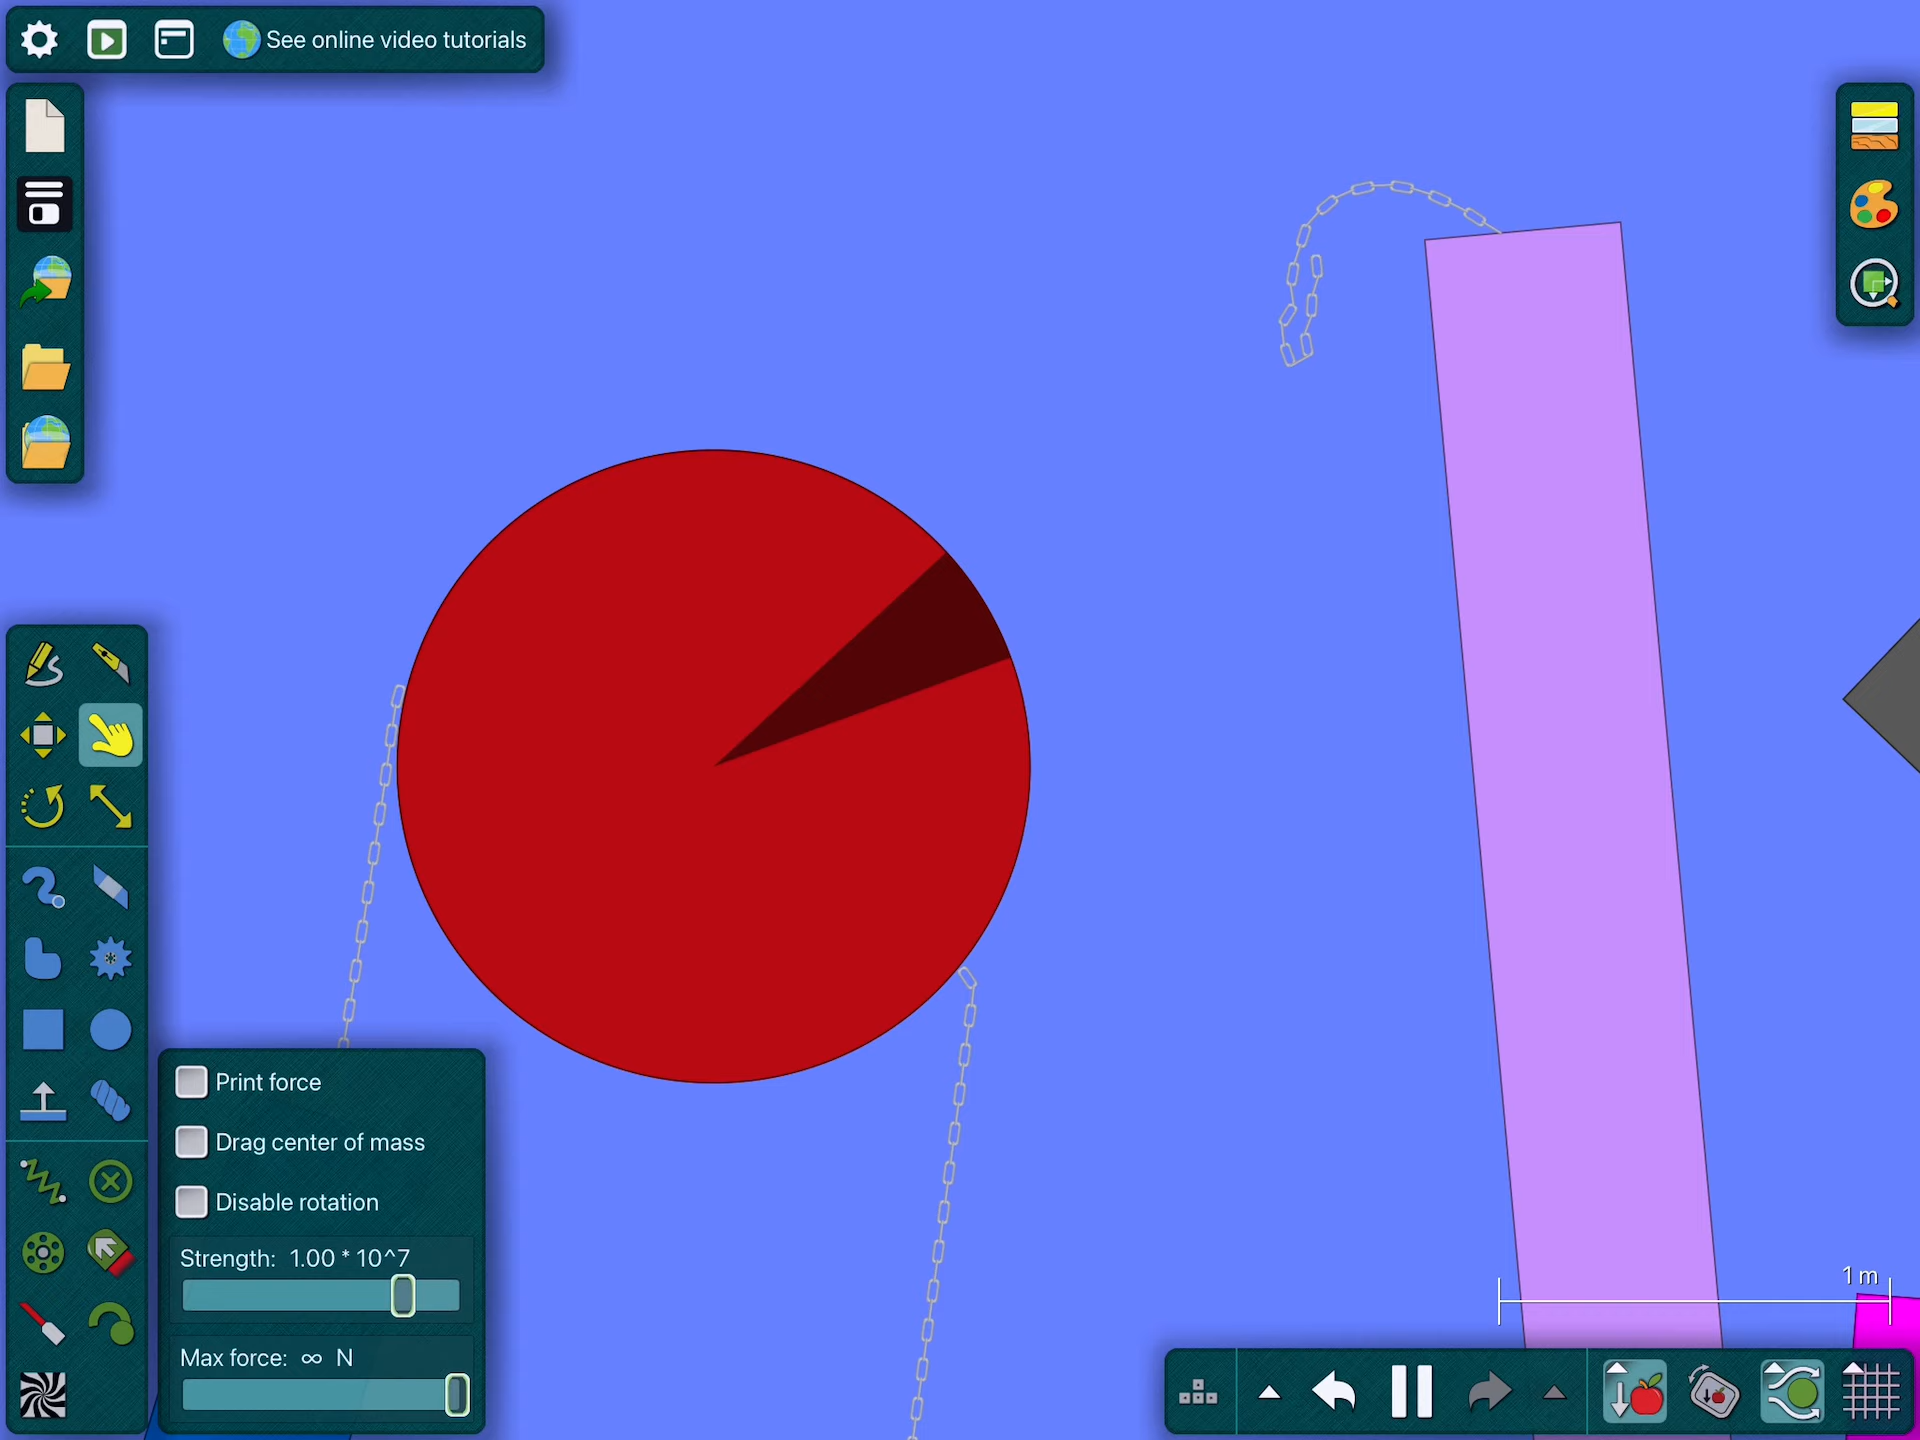 See online video tutorials
Print force
Drag center of mass
Disable rotation
Strength: 1.00 * 10^7
Max force: ∞ N
1 m